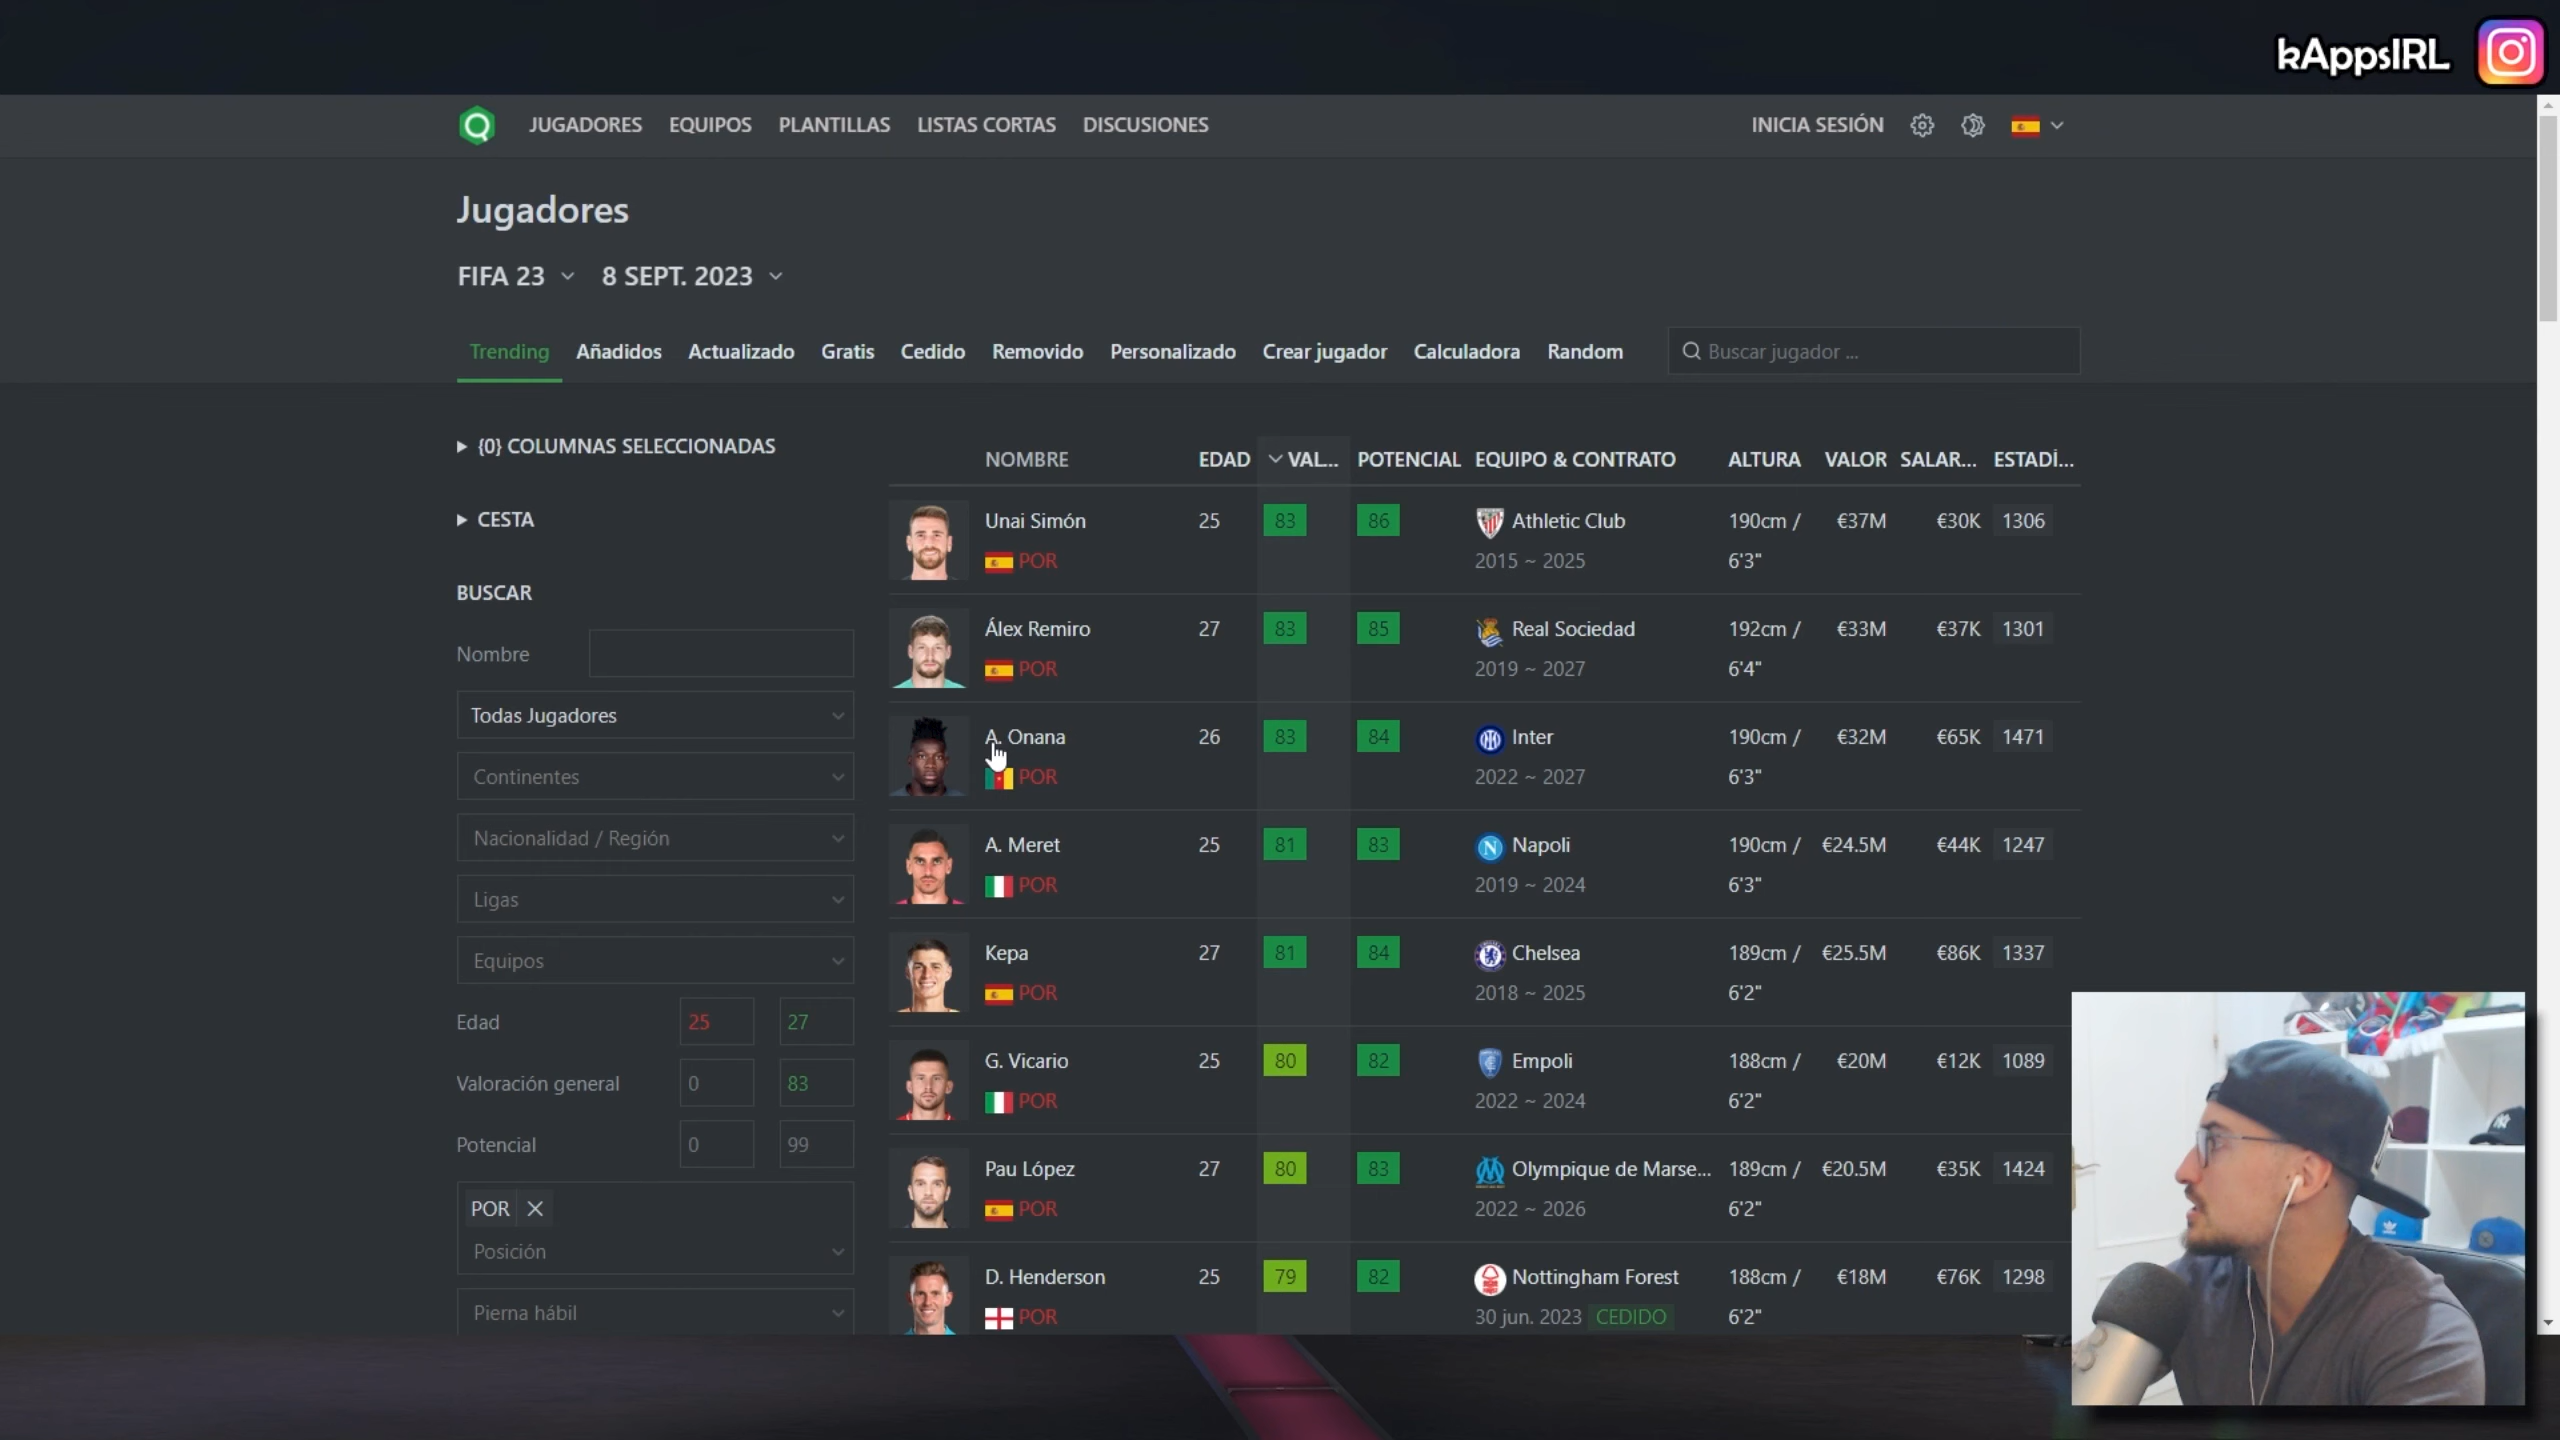 kAppsIRL
JUGADORES EQUIPOS PLANTILLAS LISTAS CORTAS DISCUSIONES INICIA SESIÓN
Jugadores
FIFA 23 8 SEPT. 2023
Trending Añadidos Actualizado Gratis Cedido Removido Personalizado Crear jugador Calculadora Random Buscar jugador ...
{0} COLUMNAS SELECCIONADAS
CESTA
BUSCAR
Nombre
Todas Jugadores
Continentes
Nacionalidad / Región
Ligas
Equipos
Edad 25 27
Valoración general 0 83
Potencial 0 99
POR
Posición
Pierna hábil
NOMBRE EDAD VAL... POTENCIAL EQUIPO & CONTRATO ALTURA VALOR SALAR... ESTADÍ...
Unai Simón 25 83 86 Athletic Club 190cm / €37M €30K 1306
POR 2015 ~ 2025 6'3"
Álex Remiro 27 83 85 Real Sociedad 192cm / €33M €37K 1301
POR 2019 ~ 2027 6'4"
A. Onana 26 83 84 Inter 190cm / €32M €65K 1471
POR 2022 ~ 2027 6'3"
A. Meret 25 81 83 Napoli 190cm / €24.5M €44K 1247
POR 2019 ~ 2024 6'3"
Kepa 27 81 84 Chelsea 189cm / €25.5M €86K 1337
POR 2018 ~ 2025 6'2"
G. Vicario 25 80 82 Empoli 188cm / €20M €12K 1089
POR 2022 ~ 2024 6'2"
Pau López 27 80 83 Olympique de Marse... 189cm / €20.5M €35K 1424
POR 2022 ~ 2026 6'2"
D. Henderson 25 79 82 Nottingham Forest 188cm / €18M €76K 1298
POR 30 jun. 2023 CEDIDO 6'2"